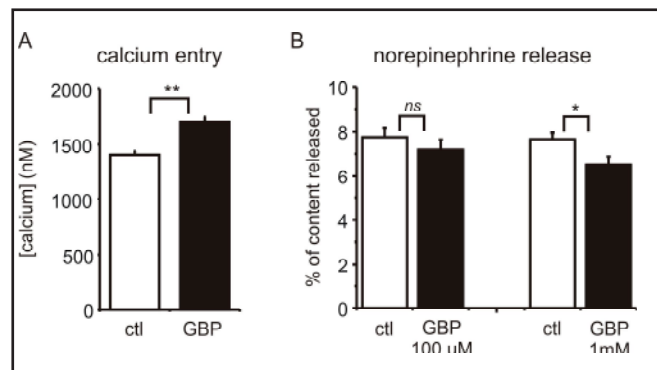 A
calcium entry
[calcium] (nM)
2000
1500
1000
500
0
**
ctl
GBP
B
norepinephrine release
% of content released
10
8
6
4
2
0
ns
*
ctl
GBP
100 µM
ctl
GBP
1mM